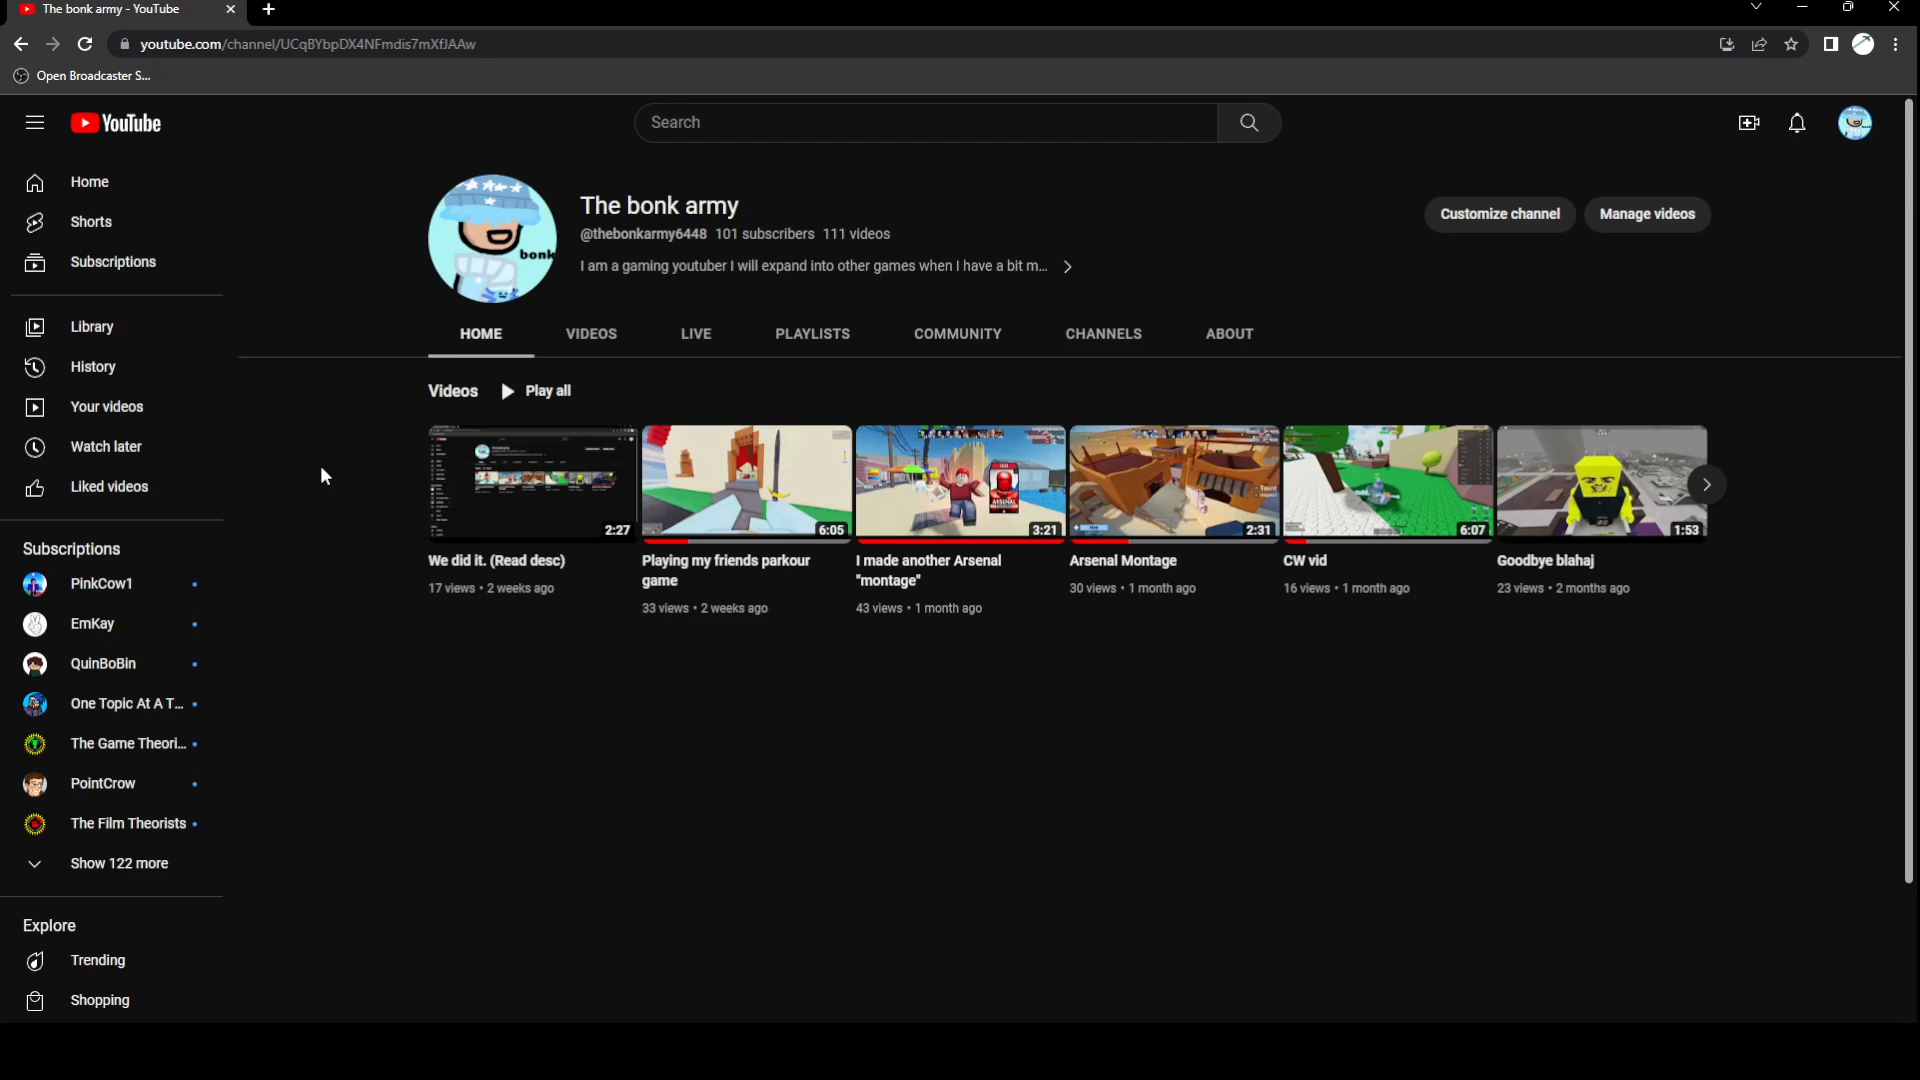 The bonk army - YouTube
youtube.com/channel/UCqBYbpDX4NFmdis7mXfJAAw
Open Broadcaster S...
YouTube
Search
Home
Shorts
Subscriptions
Library
History
Your videos
Watch later
Liked videos
Subscriptions
PinkCow1
EmKay
QuinBoBin
One Topic At A T...
The Game Theori...
PointCrow
The Film Theorists
Show 122 more
Explore
Trending
Shopping
bonk
The bonk army
@thebonkarmy6448 101 subscribers 111 videos
I am a gaming youtuber I will expand into other games when I have a bit m...
Customize channel
Manage videos
HOME VIDEOS LIVE PLAYLISTS COMMUNITY CHANNELS ABOUT
Videos Play all
2:27
We did it. (Read desc)
17 views • 2 weeks ago
6:05
Playing my friends parkour
game
33 views • 2 weeks ago
ARSENAL
3:21
I made another Arsenal
"montage"
43 views • 1 month ago
2:31
Arsenal Montage
30 views • 1 month ago
6:07
CW vid
16 views • 1 month ago
1:53
Goodbye blahaj
23 views • 2 months ago